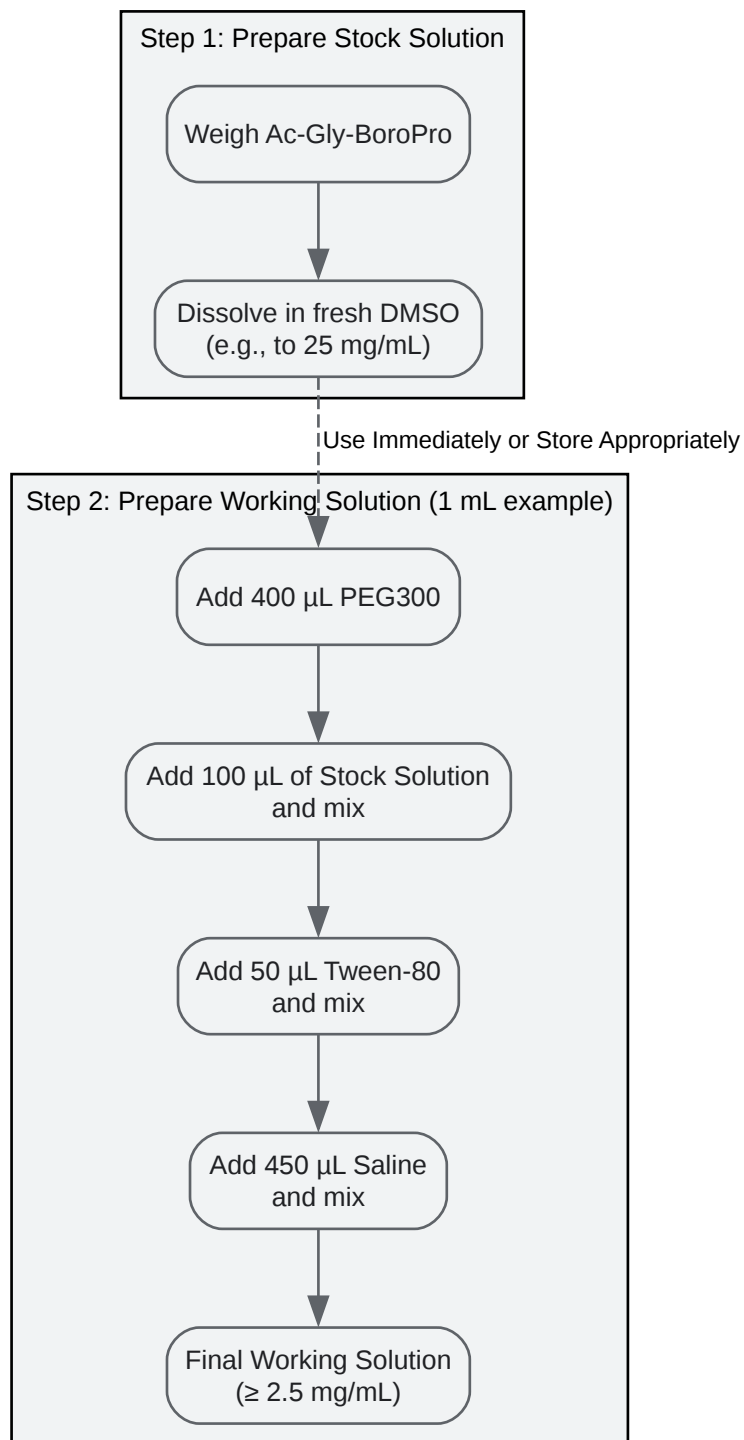 Step 1: Prepare Stock Solution
Weigh Ac-Gly-BoroPro
Dissolve in fresh DMSO
(e.g., to 25 mg/mL)
Use Immediately or Store Appropriately
Step 2: Prepare Working Solution (1 mL example)
Add 400 µL PEG300
Add 100 µL of Stock Solution
and mix
Add 50 µL Tween-80
and mix
Add 450 µL Saline
and mix
Final Working Solution
(≥ 2.5 mg/mL)